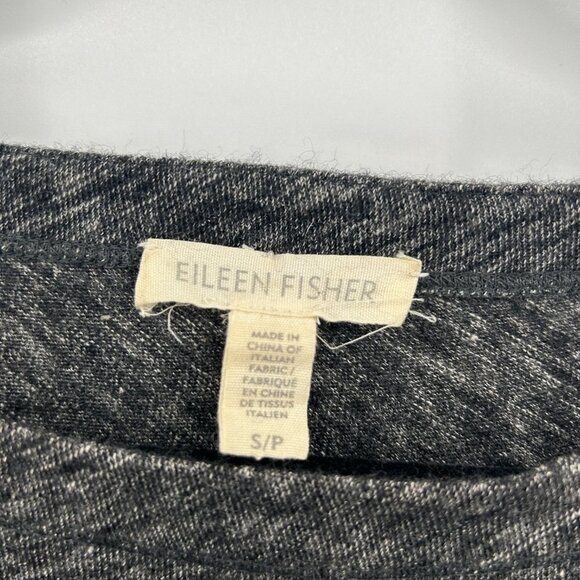 EILEEN FISHER
MADE IN
CHINA OF
ITALIAN
FABRIC /
FABRIQUÉ
EN CHINE
DE TISSUS
ITALIEN
S/P